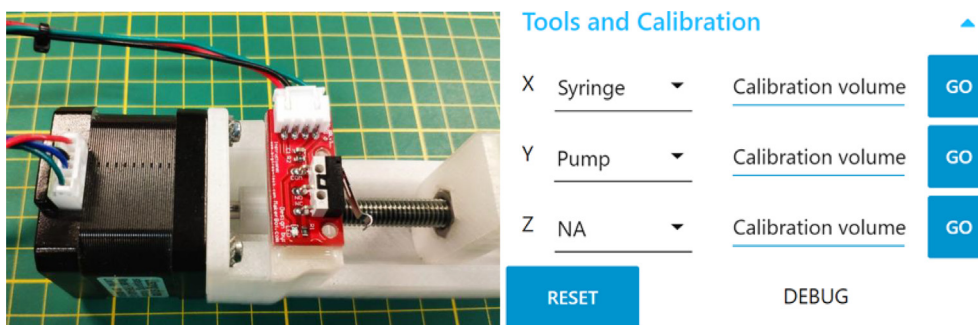 Tools and Calibration
X Syringe Calibration volume GO
Y Pump Calibration volume GO
Z NA Calibration volume GO
RESET DEBUG